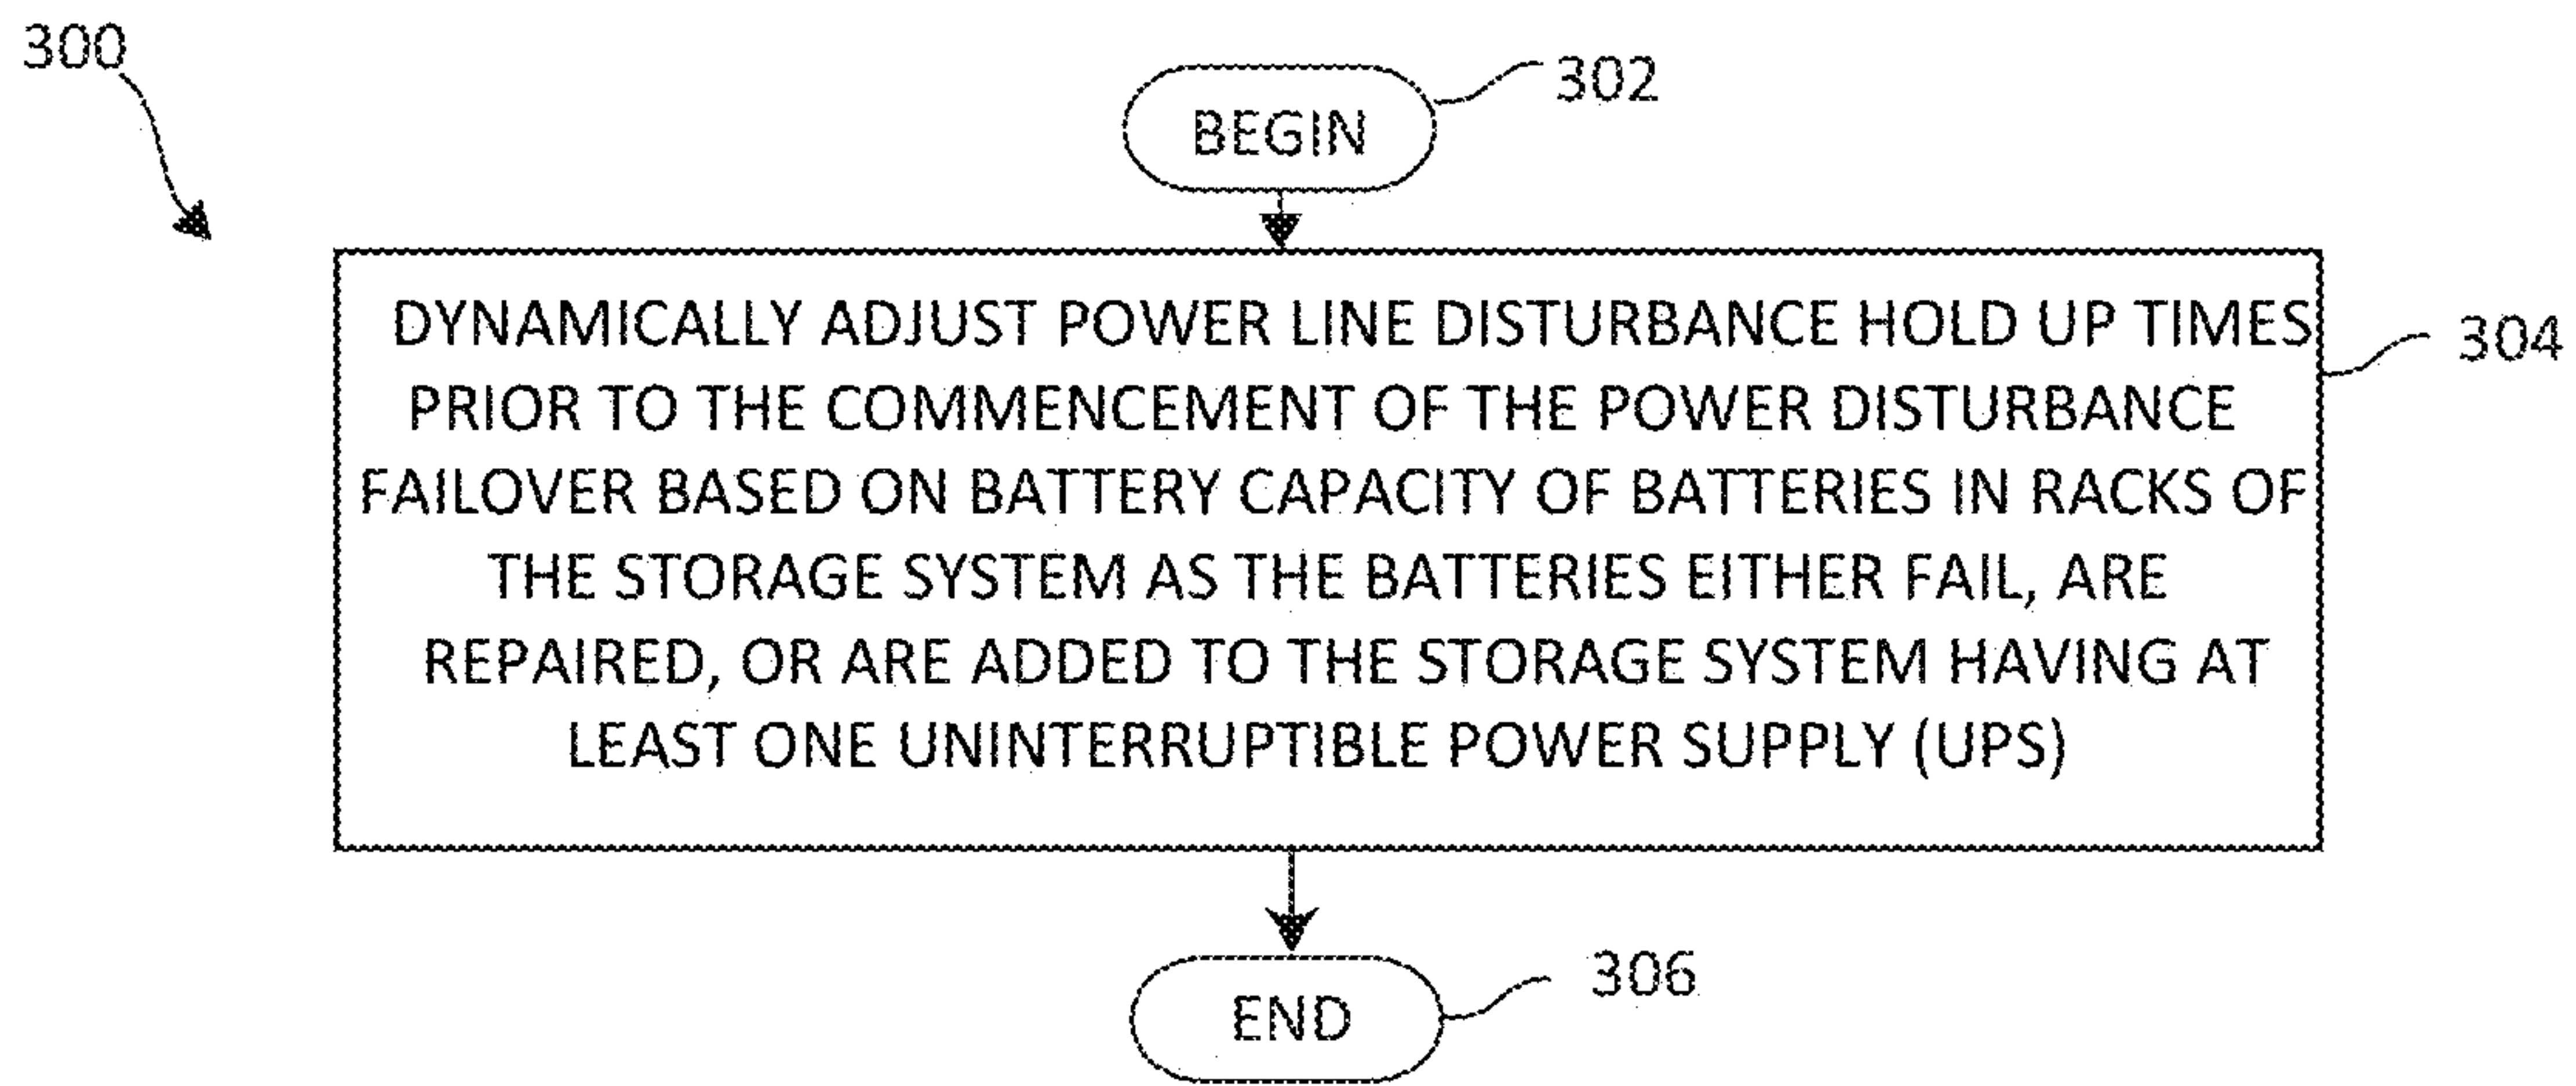 300
302
BEGIN
DYNAMICALLY ADJUST POWER LINE DISTURBANCE HOLD UP TIMES
304
PRIOR TO THE COMMENCEMENT OF THE POWER DISTURBANCE
FAILOVER BASED ON BATTERY CAPACITY OF BATTERIES IN RACKS OF
THE STORAGE SYSTEM AS THE BATTERIES EITHER FAIL, ARE
REPAIRED, OR ARE ADDED TO THE STORAGE SYSTEM HAVING AT
LEAST ONE UNINTERRUPTIBLE POWER SUPPLY (UPS)
306
END